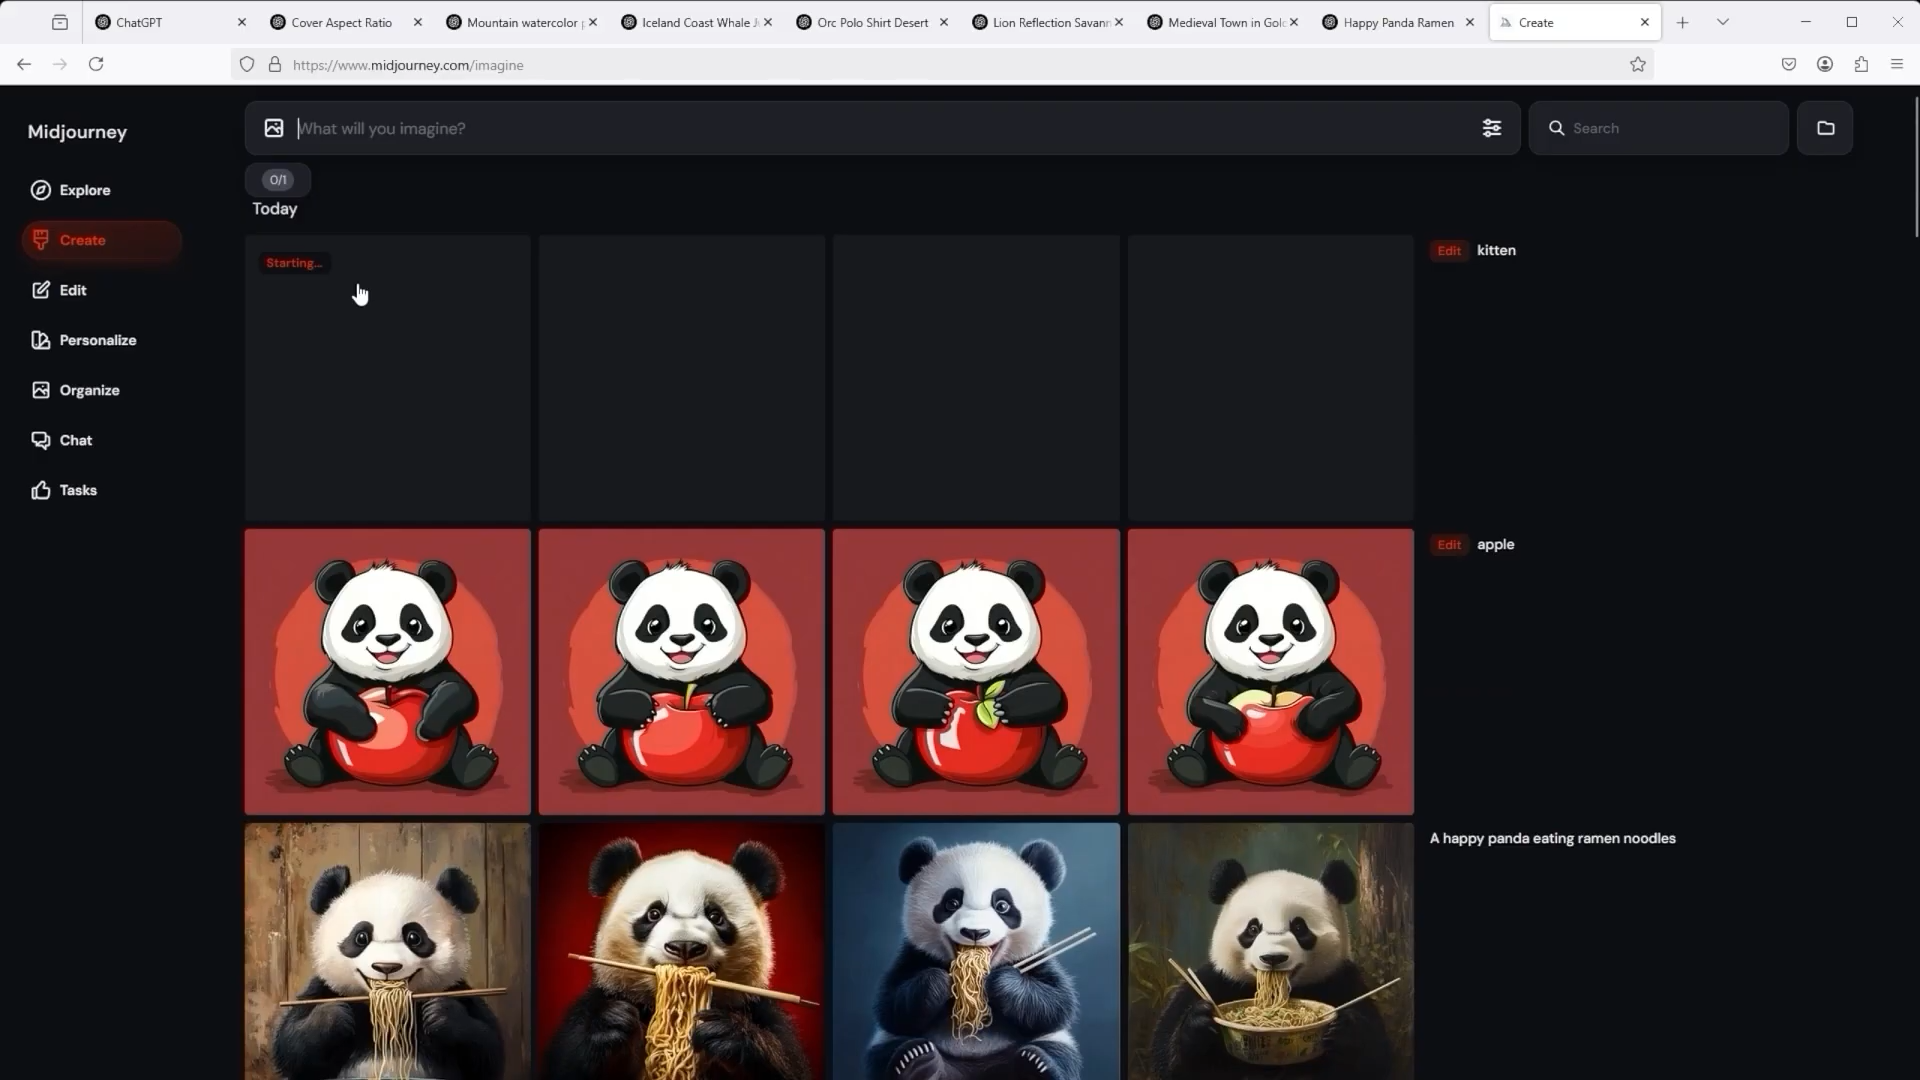 ChatGPT
Cover Aspect Ratio
Mountain watercolor p
Iceland Coast Whale J
Orc Polo Shirt Desert
Lion Reflection Savann
Medieval Town in Gold
Happy Panda Ramen
Create
https://www.midjourney.com/imagine
Midjourney
What will you imagine?
Search
0/1
Today
Explore
Create
Edit
Personalize
Organize
Chat
Tasks
Starting...
Edit kitten
Edit apple
A happy panda eating ramen noodles